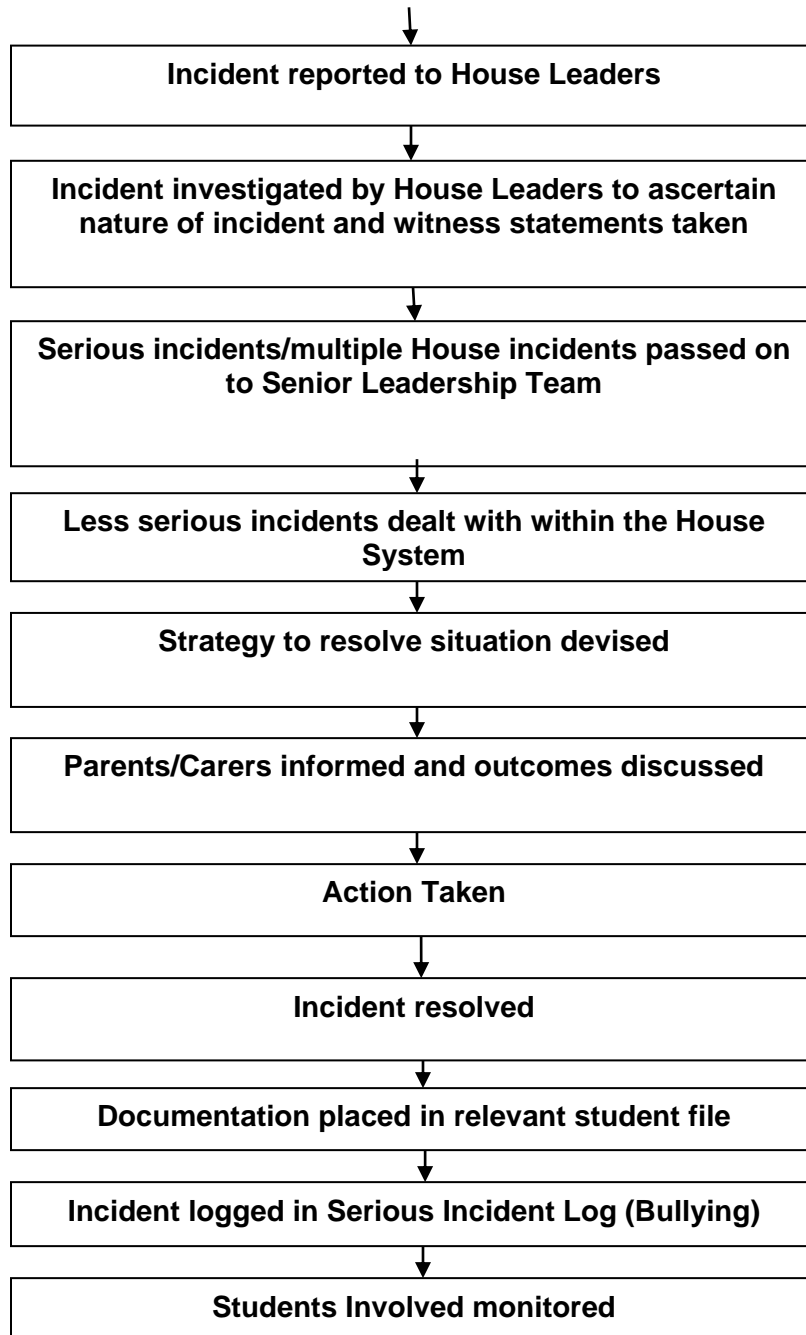 Incident reported to House Leaders
Incident investigated by House Leaders to ascertain
nature of incident and witness statements taken
Serious incidents/multiple House incidents passed on
to Senior Leadership Team
Less serious incidents dealt with within the House
System
Strategy to resolve situation devised
Parents/Carers informed and outcomes discussed
Action Taken
Incident resolved
Documentation placed in relevant student file
Incident logged in Serious Incident Log (Bullying)
Students Involved monitored